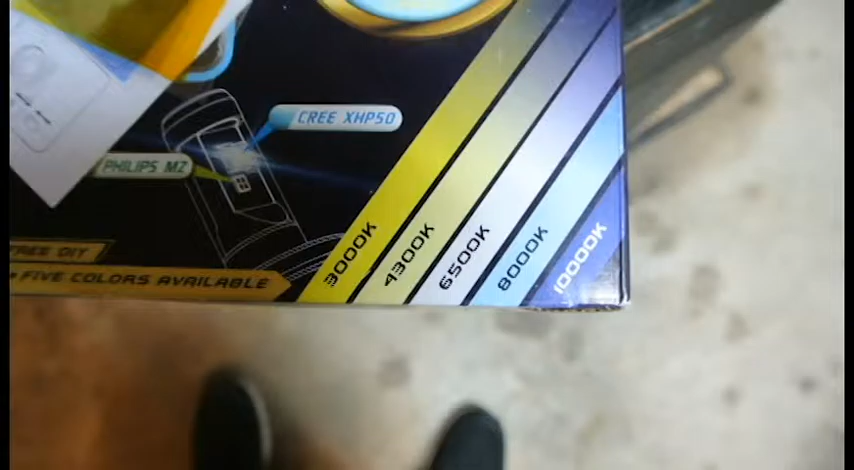 CREE XHP50
PHILIPS MZ
FREE DIY
FIVE COLORS AVAILABLE
3000K
4300K
6500K
8000K
10000K